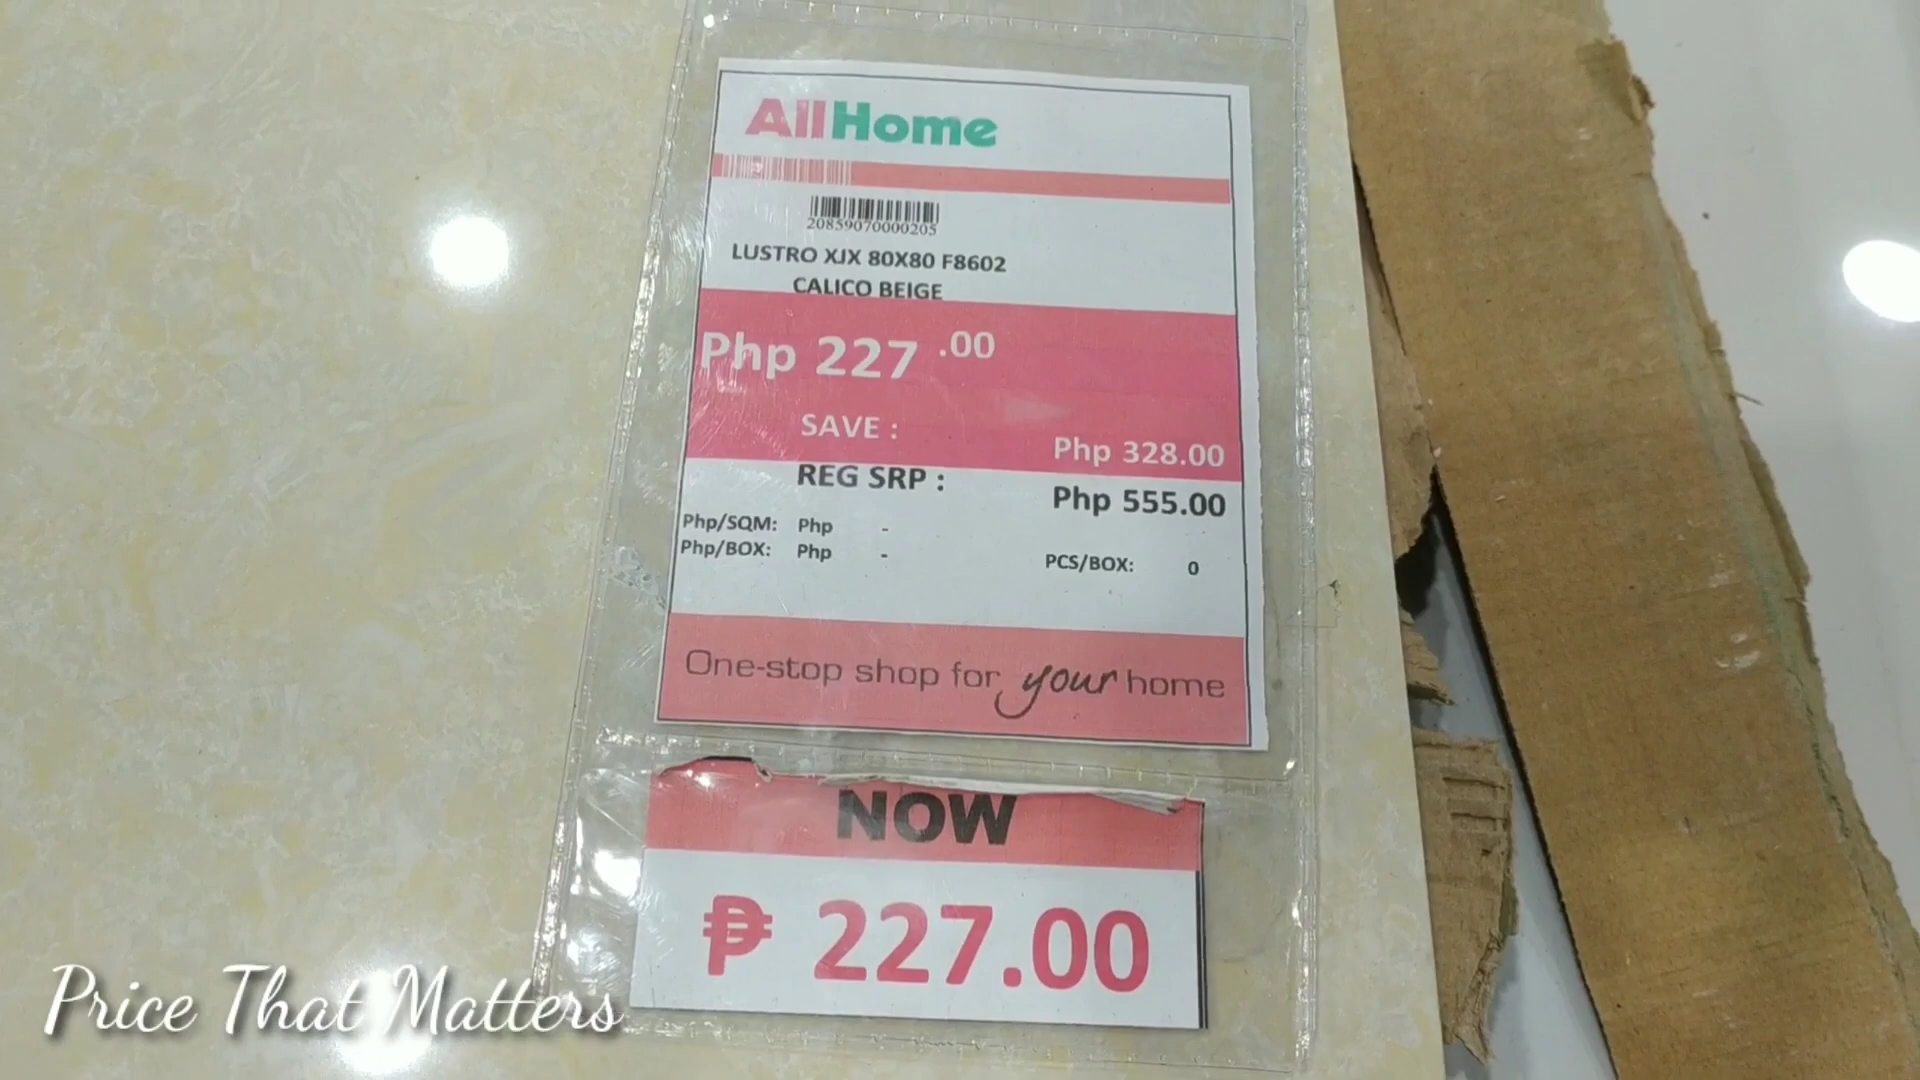 AllHome
20859070000205
LUSTRO XJX 80X80 F8602
CALICO BEIGE
Php 227 .00
SAVE : Php 328.00
REG SRP : Php 555.00
Php/SQM: Php -
Php/BOX: Php - PCS/BOX: 0
One-stop shop for your home
NOW
₱ 227.00
Price That Matters